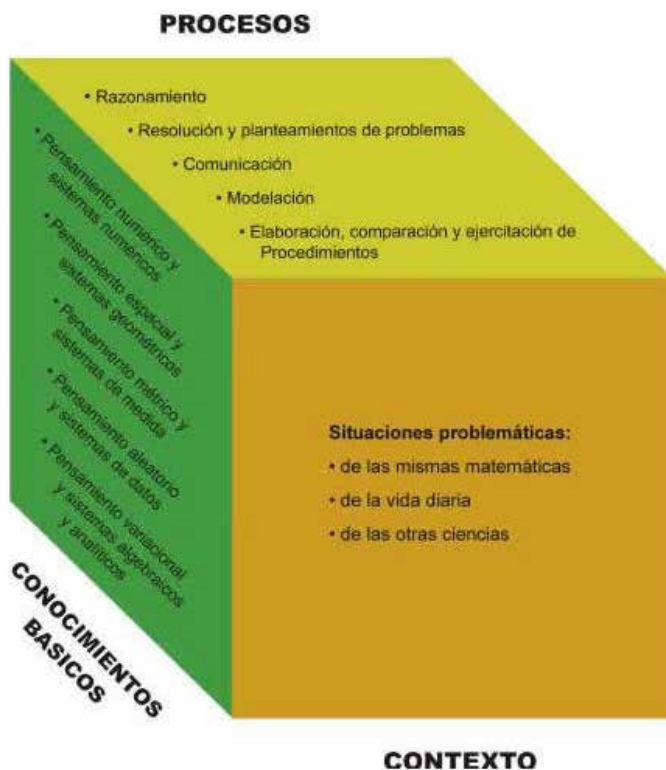 PROCESOS
• Razonamiento
• Resolución y planteamientos de problemas
• Comunicación
• Modelación
• Elaboración, comparación y ejercitación de
Procedimientos
• Pensamiento numerico y
sistemas numericos
• Pensamiento espacial y
sistemas geométricos
• Pensamiento métrico y
sistemas de medida
• Pensamiento aleatorio
y sistemas de datos
• Pensamiento variacional
y sistemas algebraicos
y analíticos
Situaciones problemáticas:
• de las mismas matemáticas
• de la vida diaria
• de las otras ciencias
CONOCIMIENTOS
BASICOS
CONTEXTO